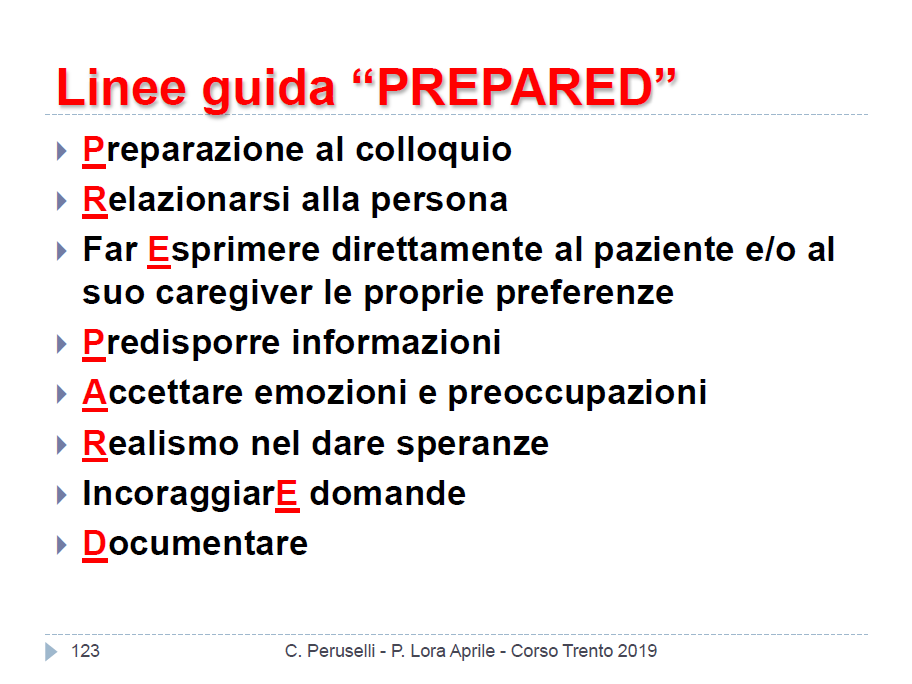 Linee guida “PREPARED”
Preparazione al colloquio
Relazionarsi alla persona
Far Esprimere direttamente al paziente e/o al
suo caregiver le proprie preferenze
Predisporre informazioni
Accettare emozioni e preoccupazioni
Realismo nel dare speranze
IncoraggiarE domande
Documentare
123 C. Peruselli - P. Lora Aprile - Corso Trento 2019